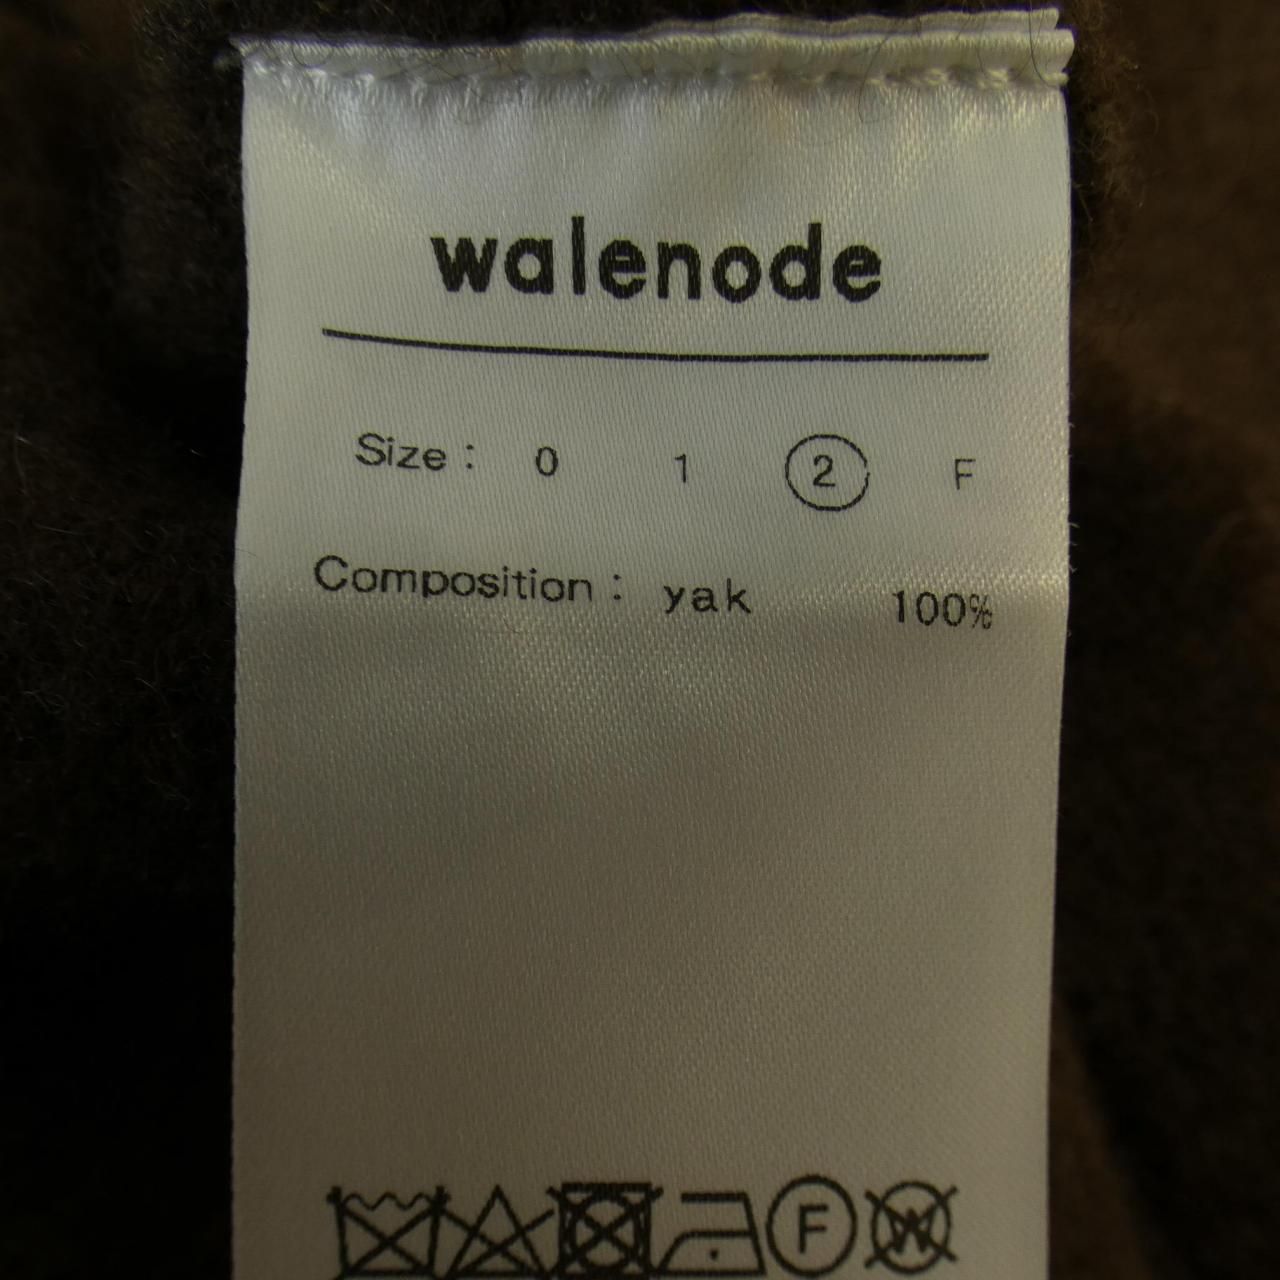 walenode
Size : 0 1 2 F
Composition : yak 100%
F W